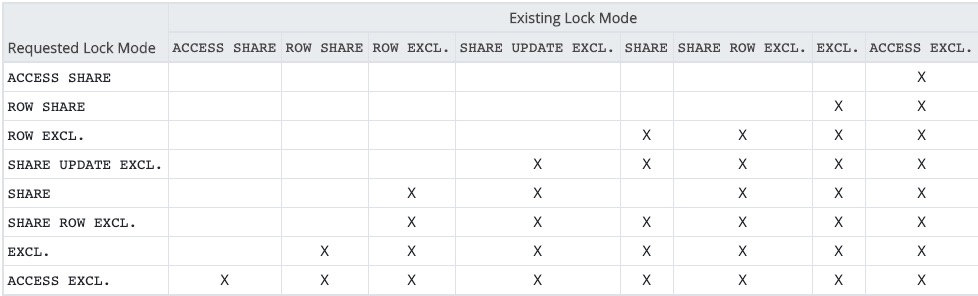 Existing Lock Mode
Requested Lock Mode ACCESS SHARE ROW SHARE ROW EXCL. SHARE UPDATE EXCL. SHARE SHARE ROW EXCL. EXCL. ACCESS EXCL.
ACCESS SHARE X
ROW SHARE X X
ROW EXCL. X X X X
SHARE UPDATE EXCL. X X X X X
SHARE X X X X X
SHARE ROW EXCL. X X X X X X
EXCL. X X X X X X X
ACCESS EXCL. X X X X X X X X